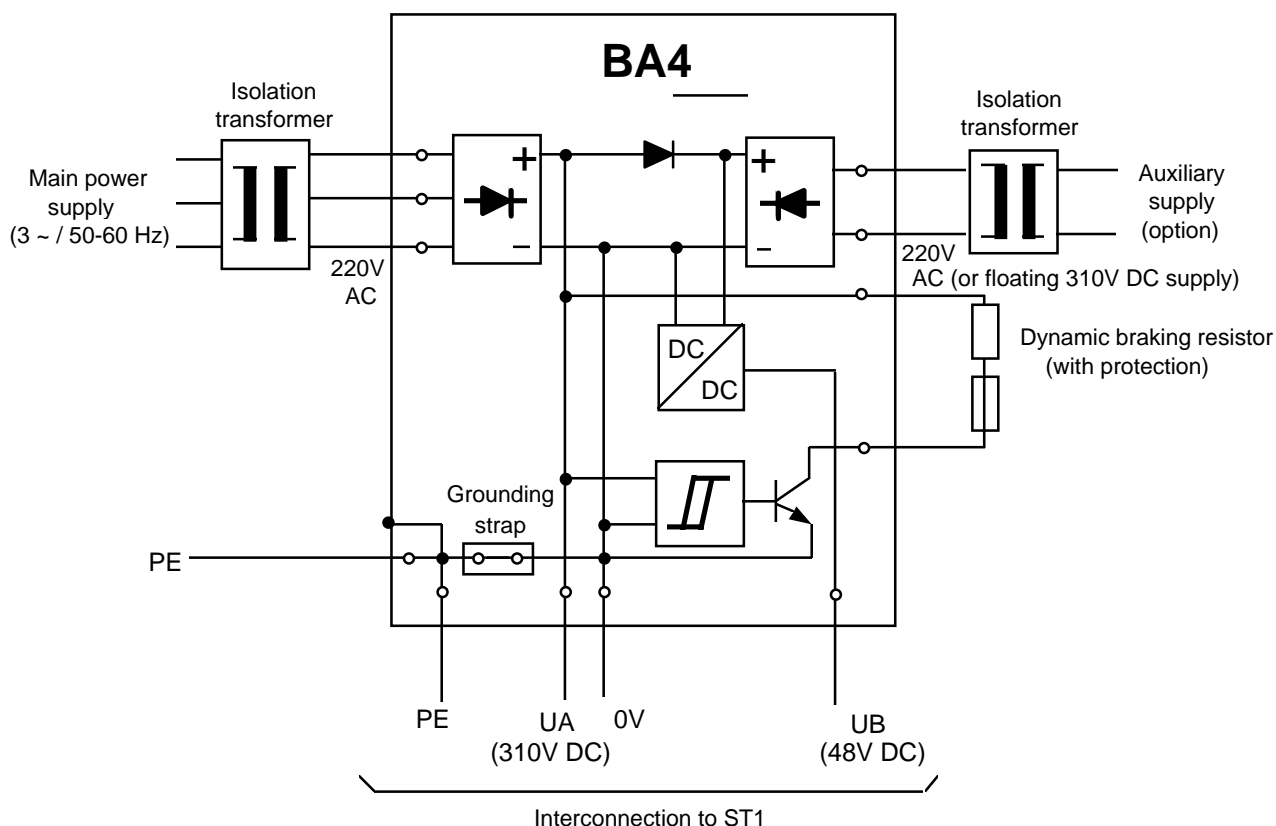 BA4
Isolation
transformer
Isolation
transformer
Main power
supply
(3 ~ / 50-60 Hz)
+
–
+
–
Auxiliary
supply
(option)
220V
AC
220V
AC (or floating 310V DC supply)
DC
DC
Dynamic braking resistor
(with protection)
Grounding
strap
PE
PE
UA
(310V DC)
0V
UB
(48V DC)
Interconnection to ST1